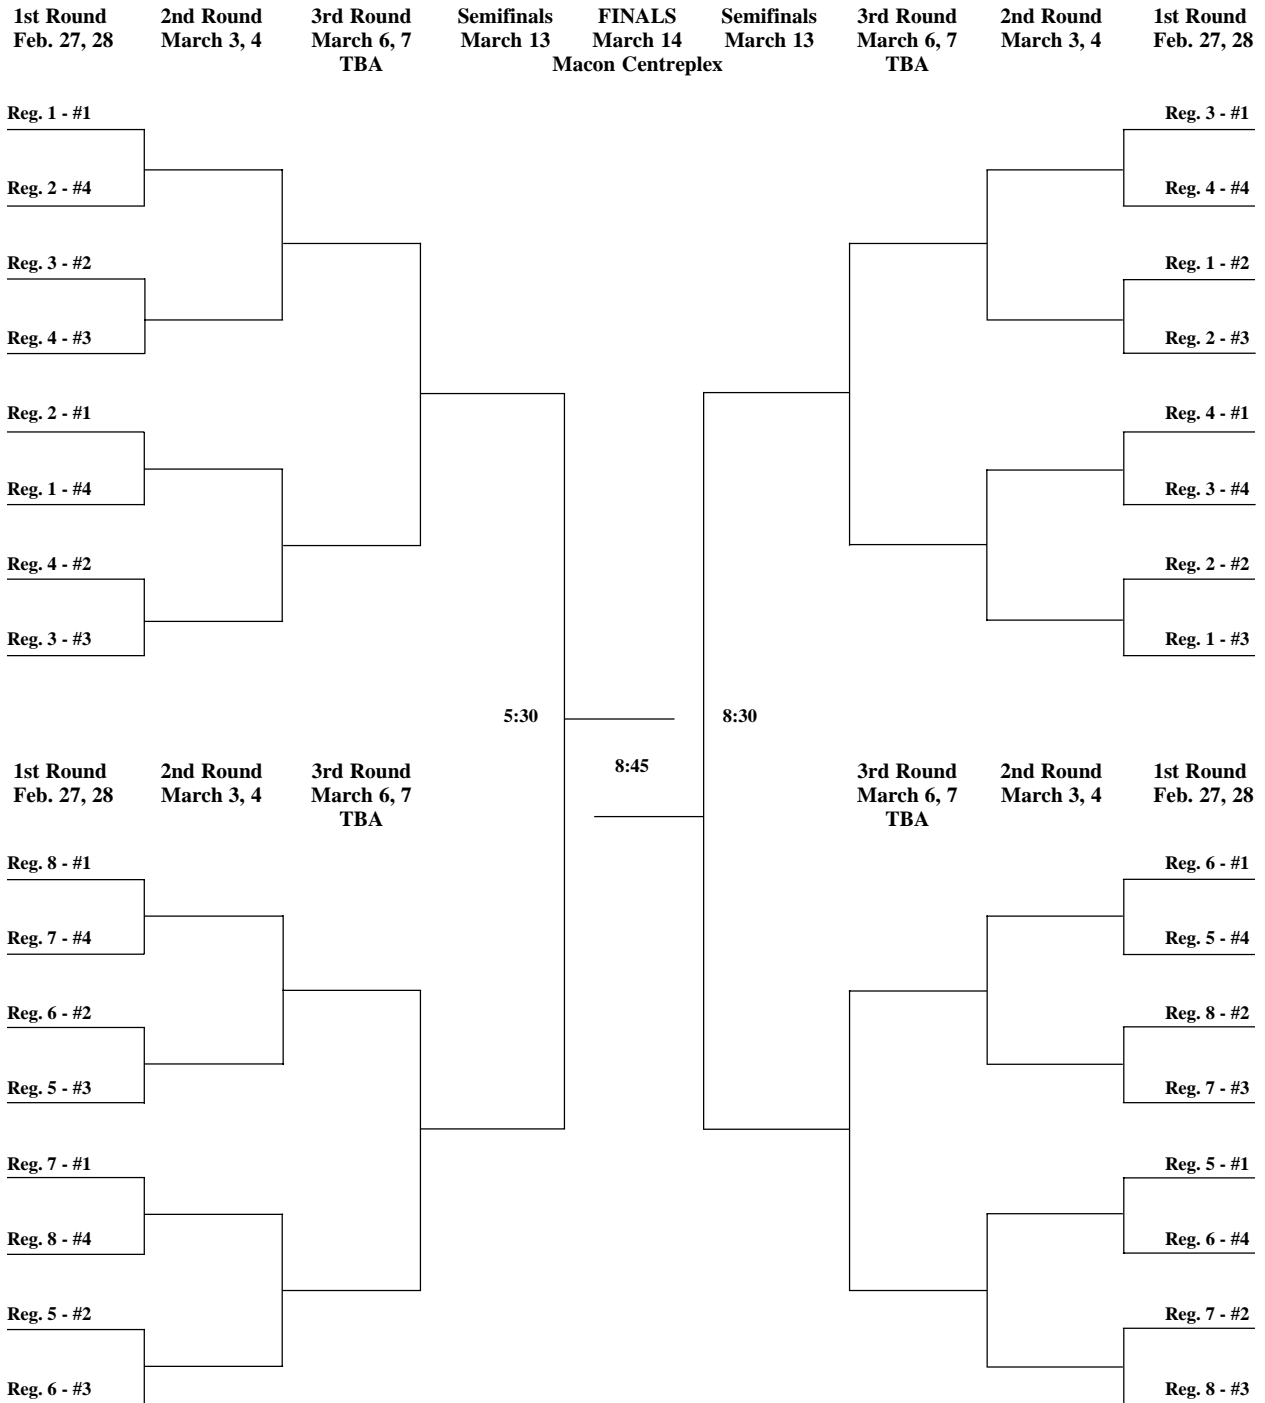 1st Round 2nd Round 3rd Round Semifinals FINALS Semifinals 3rd Round 2nd Round 1st Round
Feb. 27, 28 March 3, 4 March 6, 7 March 13 March 14 March 13 March 6, 7 March 3, 4 Feb. 27, 28
TBA Macon Centreplex TBA
Reg. 1 - #1 Reg. 3 - #1
Reg. 2 - #4 Reg. 4 - #4
Reg. 3 - #2 Reg. 1 - #2
Reg. 4 - #3 Reg. 2 - #3
Reg. 2 - #1 Reg. 4 - #1
Reg. 1 - #4 Reg. 3 - #4
Reg. 4 - #2 Reg. 2 - #2
Reg. 3 - #3 Reg. 1 - #3
5:30 8:30
8:45
1st Round 2nd Round 3rd Round 3rd Round 2nd Round 1st Round
Feb. 27, 28 March 3, 4 March 6, 7 March 6, 7 March 3, 4 Feb. 27, 28
TBA TBA
Reg. 8 - #1 Reg. 6 - #1
Reg. 7 - #4 Reg. 5 - #4
Reg. 6 - #2 Reg. 8 - #2
Reg. 5 - #3 Reg. 7 - #3
Reg. 7 - #1 Reg. 5 - #1
Reg. 8 - #4 Reg. 6 - #4
Reg. 5 - #2 Reg. 7 - #2
Reg. 6 - #3 Reg. 8 - #3